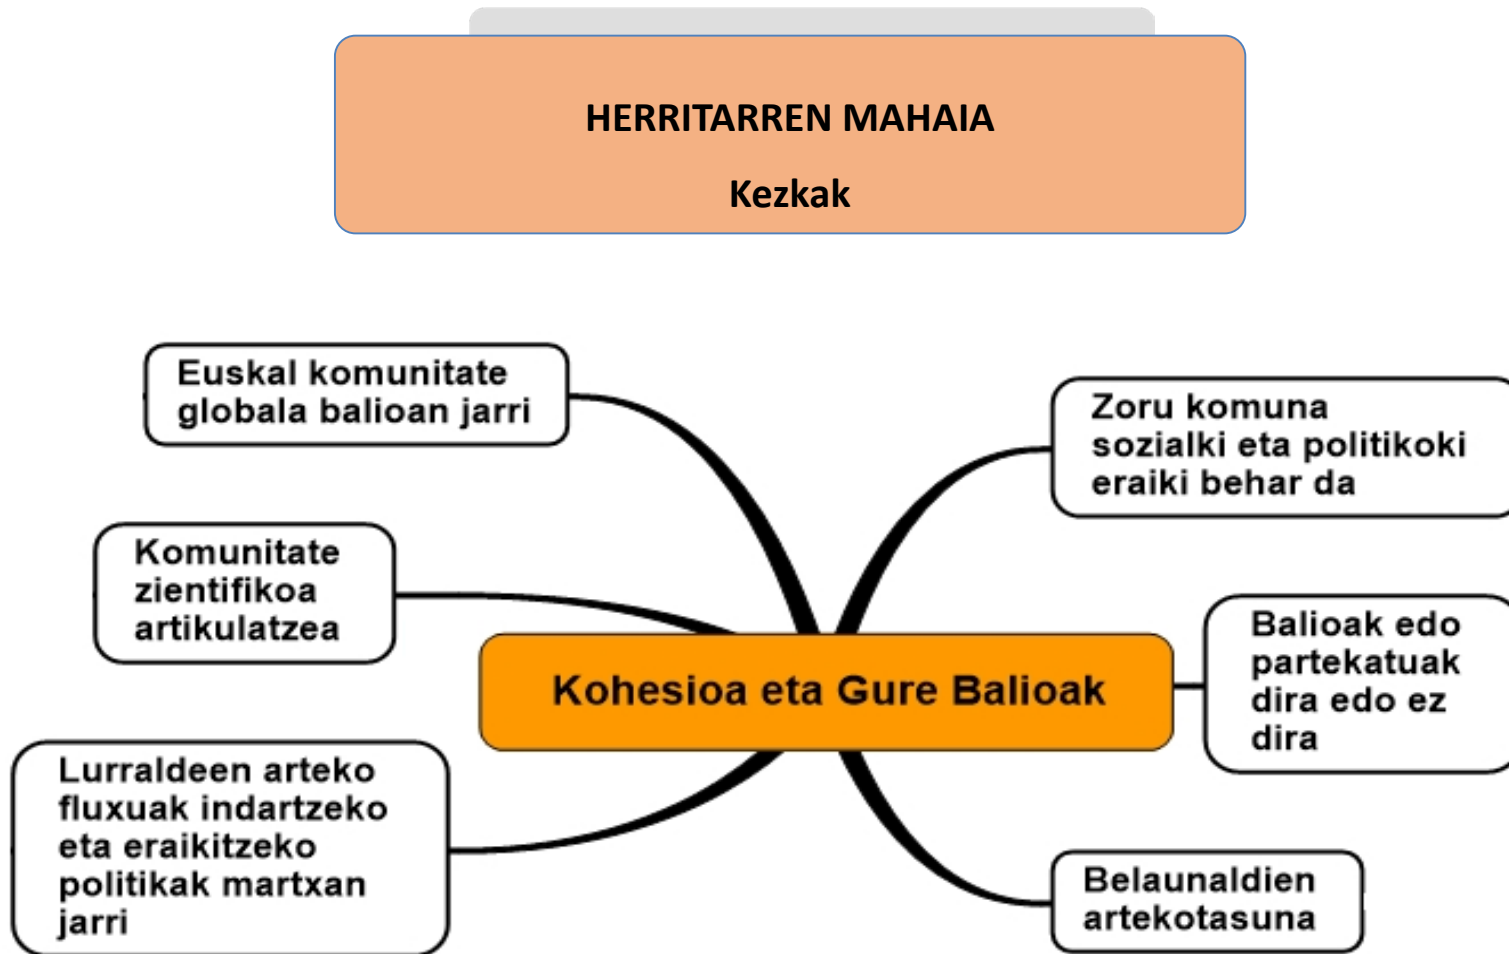 HERRITARREN MAHAIA
Kezkak
Euskal komunitate
globala balioan jarri
Zoru komuna
sozialki eta politikoki
eraiki behar da
Komunitate
zientifikoa
artikulatzea
Kohesioa eta Gure Balioak
Balioak edo
partekatuak
dira edo ez
dira
Lurraldeen arteko
fluxuak indartzeko
eta eraikitzeko
politikak martxan
jarri
Belaunaldien
artekotasuna